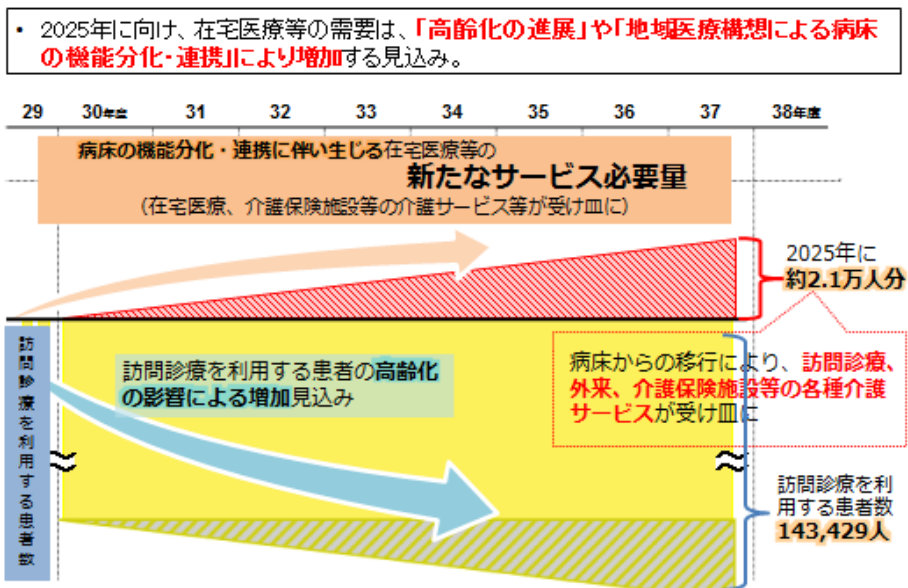 ・ 2025年に向け、在宅医療等の需要は、「高齢化の進展」や「地域医療構想による病床
の機能分化・連携」により増加する見込み。
29 30年度 31 32 33 34 35 36 37 38年度
病床の機能分化・連携に伴い生じる在宅医療等の
新たなサービス必要量
(在宅医療、介護保険施設等の介護サービス等が受け皿に)
2025年に
約2.1万人分
訪問診療を利用する患者数
訪問診療を利用する患者の高齢化
の影響による増加見込み
病床からの移行により、訪問診療、
外来、介護保険施設等の各種介護
サービスが受け皿に
訪問診療を利
用する患者数
143,429人